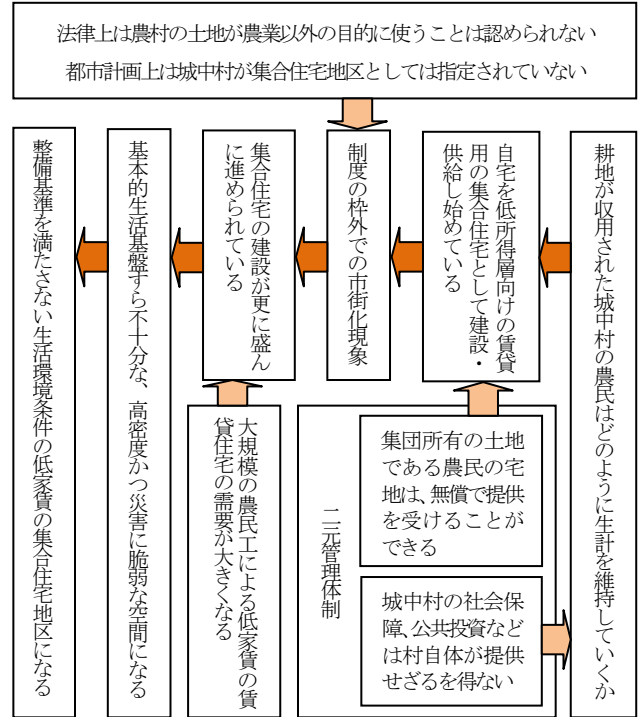 法律上は農村の土地が農業以外の目的に使うことは認められない
都市計画上は城中村が集合住宅地区としては指定されていない
耕地が収用された城中村の農民はどのように生計を維持していくか
自宅を低所得層向けの賃貸
用の集合住宅として建設・
供給し始めている
制度の枠外での市街化現象
集合住宅の建設が更に盛ん
に進められている
基本的生活基盤すら不十分な、高密度かつ災害に脆弱な空間になる
整備基準を満たさない生活環境条件の低家賃の集合住宅地区になる
集団所有の土地
である農民の宅
地は、無償で提供
を受けることが
できる
城中村の社会保
障、公共投資など
は村自体が提供
せざるを得ない
二元管理体制
大規模の農民工による低家賃の賃
貸住宅の需要が大きくなる